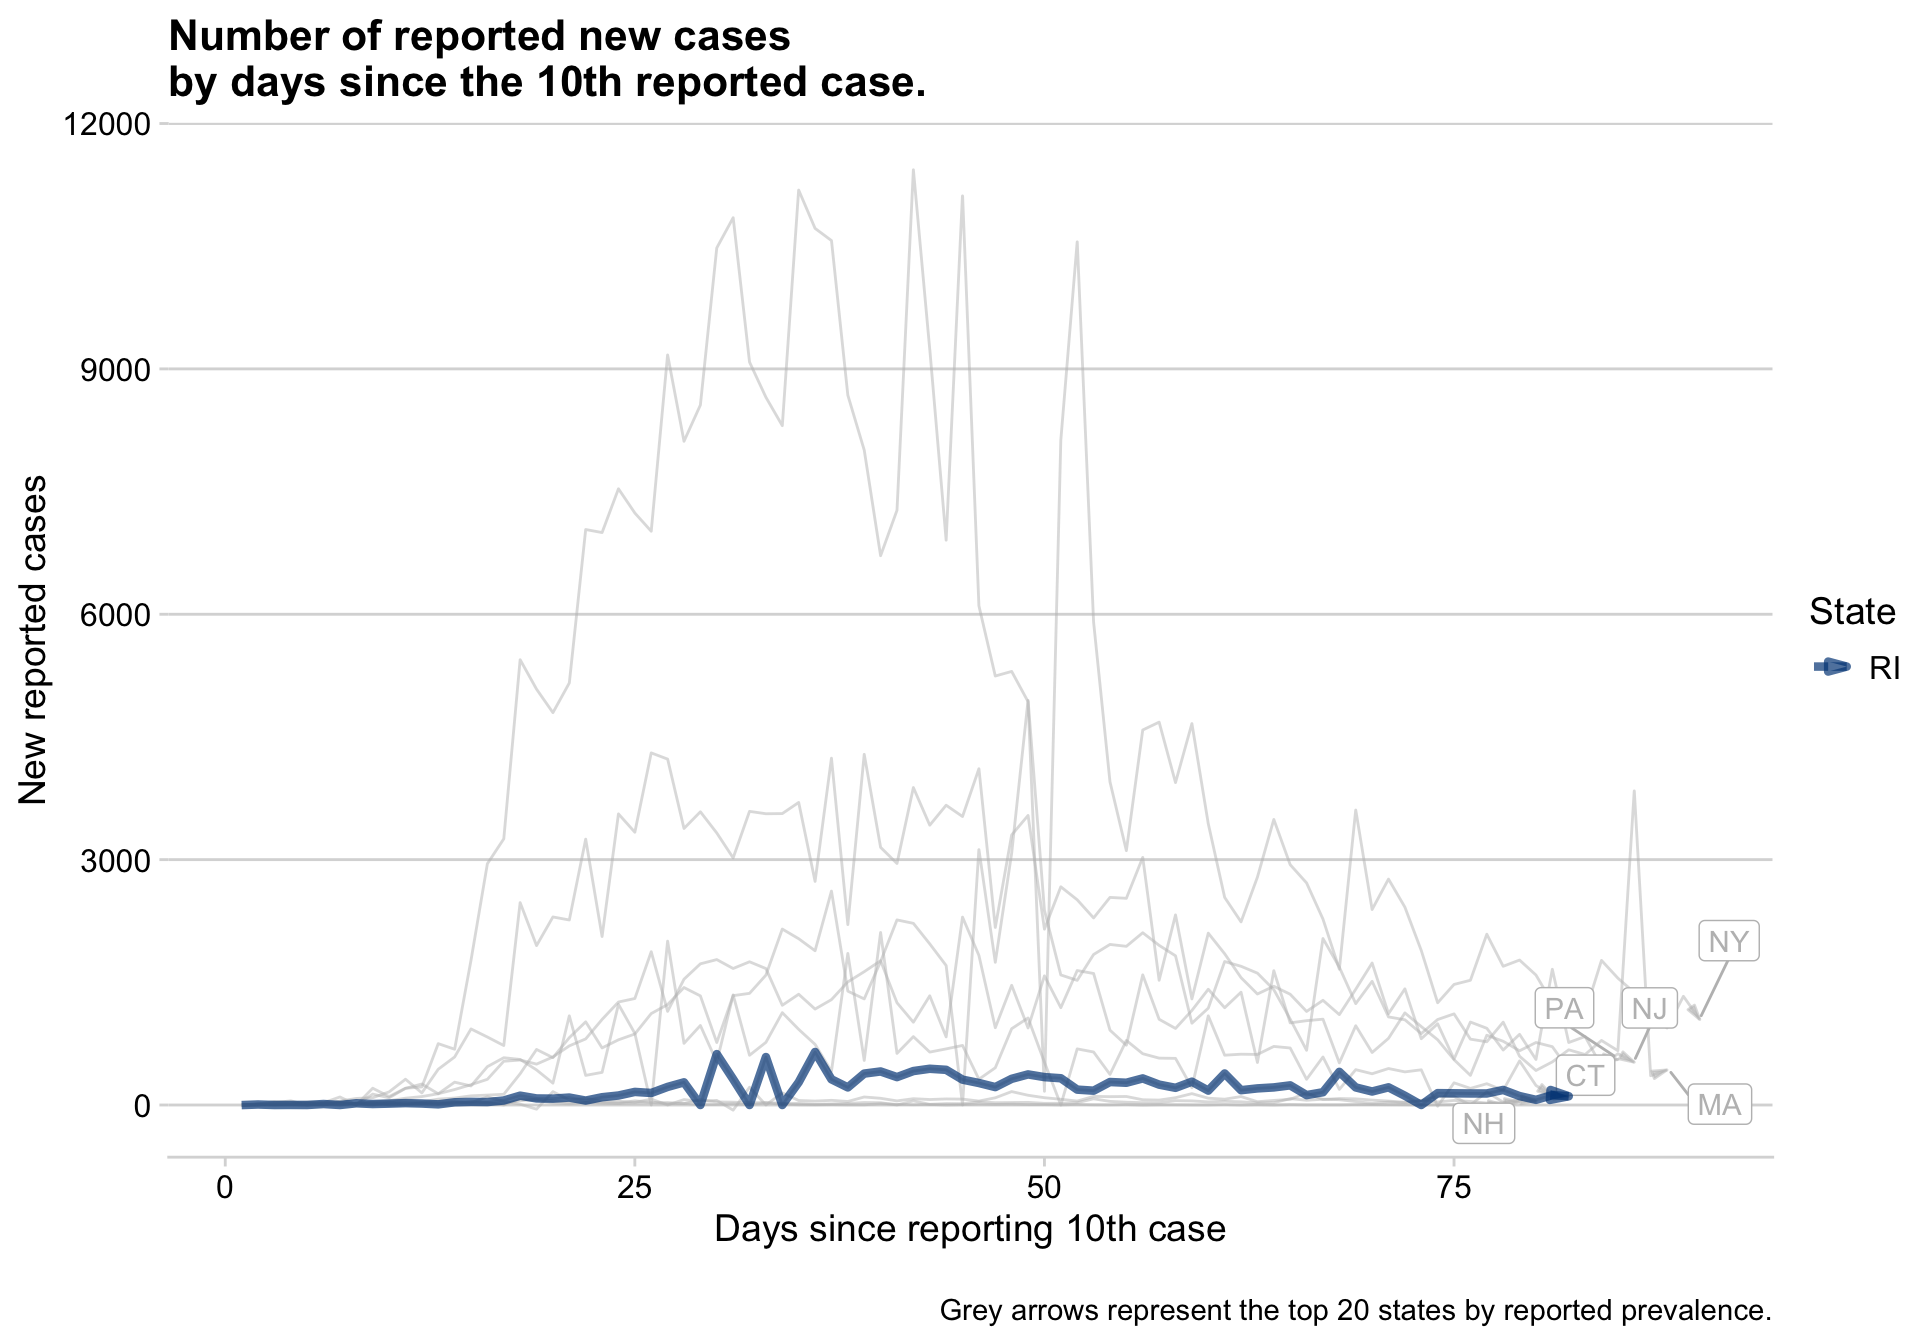 Number of reported new cases
by days since the 10th reported case.
12000
9000
6000
3000
0
New reported cases
NY
PA
NJ
CT
MA
NH
State
RI
0
25
50
75
Days since reporting 10th case
Grey arrows represent the top 20 states by reported prevalence.